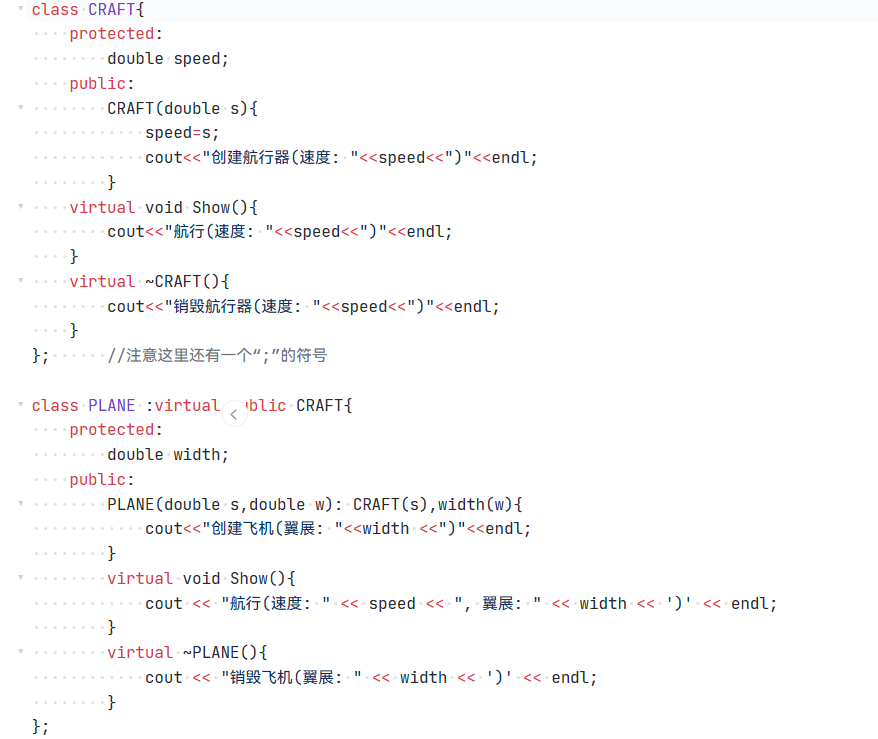 class CRAFT{
    protected:
        double speed;
    public:
        CRAFT(double s){
            speed=s;
            cout<<"创建航行器(速度: "<<speed<<")"<<endl;
        }
    virtual void Show(){
        cout<<"航行(速度: "<<speed<<")"<<endl;
    }
    virtual ~CRAFT(){
        cout<<"销毁航行器(速度: "<<speed<<")"<<endl;
    }
};      //注意这里还有一个“;”的符号
class PLANE :virtual blic CRAFT{
    protected:
        double width;
    public:
        PLANE(double s,double w): CRAFT(s),width(w){
            cout<<"创建飞机(翼展: "<<width <<")"<<endl;
        }
        virtual void Show(){
            cout << "航行(速度: " << speed << ", 翼展: " << width << ')' << endl;
        }
        virtual ~PLANE(){
            cout << "销毁飞机(翼展: " << width << ')' << endl;
        }
};